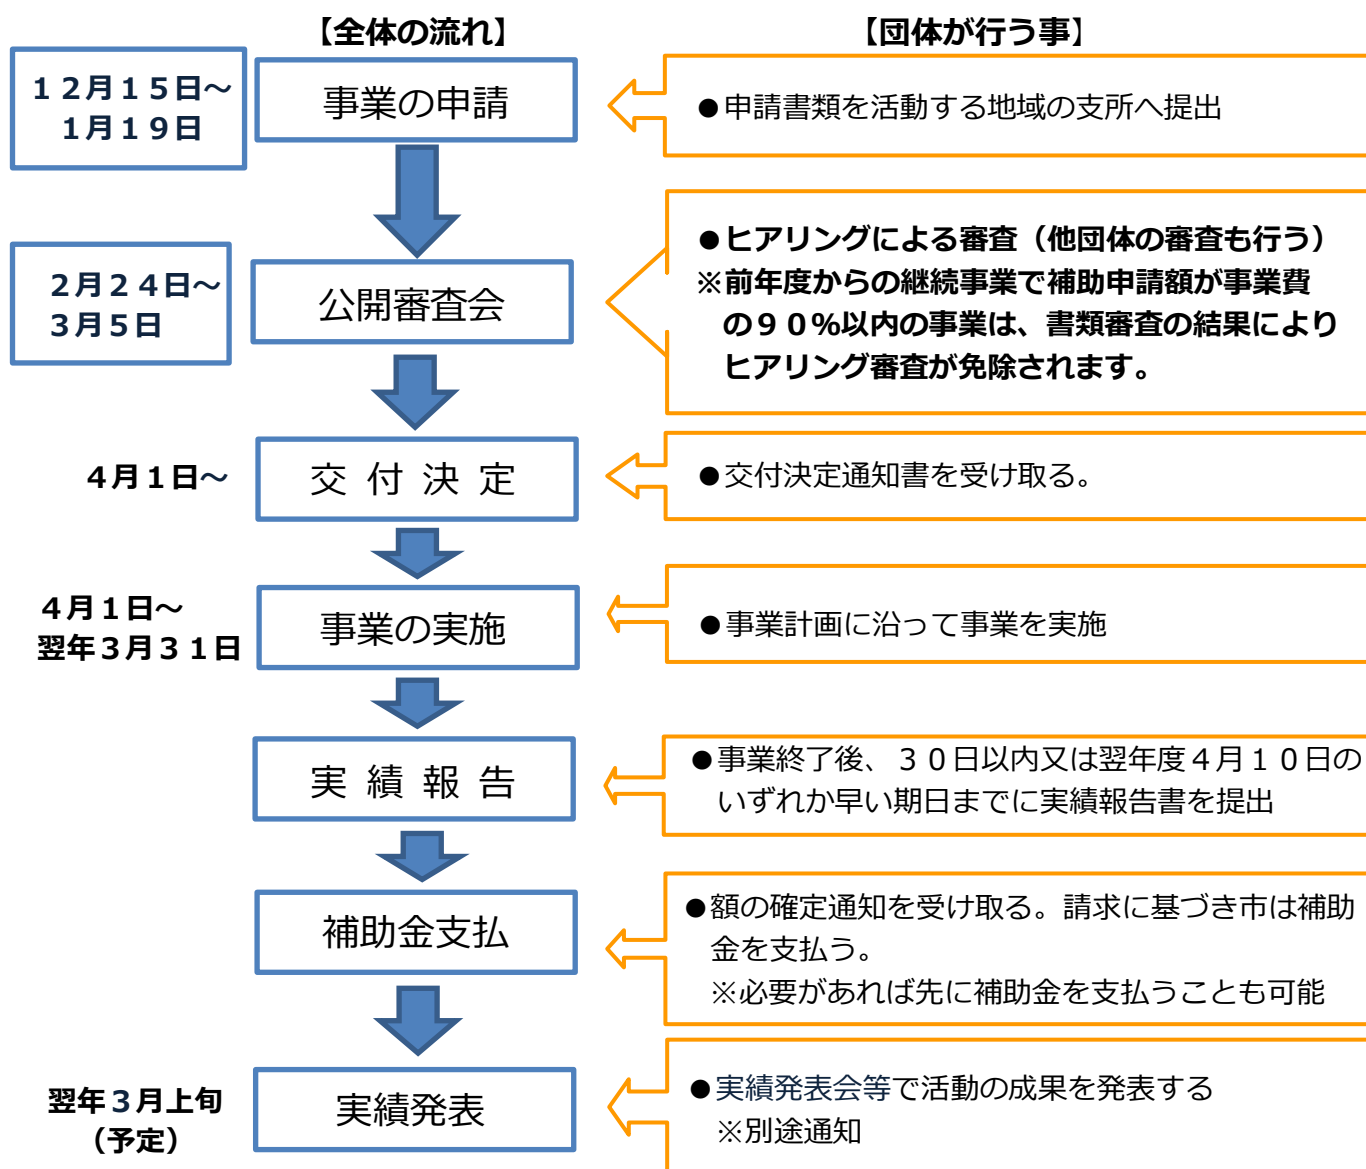 【全体の流れ】
【団体が行う事】
１２月１５日～
１月１９日
事業の申請
●申請書類を活動する地域の支所へ提出
２月２４日～
３月５日
公開審査会
●ヒアリングによる審査（他団体の審査も行う）
※前年度からの継続事業で補助申請額が事業費
の９０％以内の事業は、書類審査の結果により
ヒアリング審査が免除されます。
４月１日～
交 付 決 定
●交付決定通知書を受け取る。
４月１日～
翌年３月３１日
事業の実施
●事業計画に沿って事業を実施
実 績 報 告
●事業終了後、３０日以内又は翌年度４月１０日の
いずれか早い期日までに実績報告書を提出
補助金支払
●額の確定通知を受け取る。請求に基づき市は補助
金を支払う。
※必要があれば先に補助金を支払うことも可能
翌年３月上旬
（予定）
実績発表
●実績発表会等で活動の成果を発表する
※別途通知